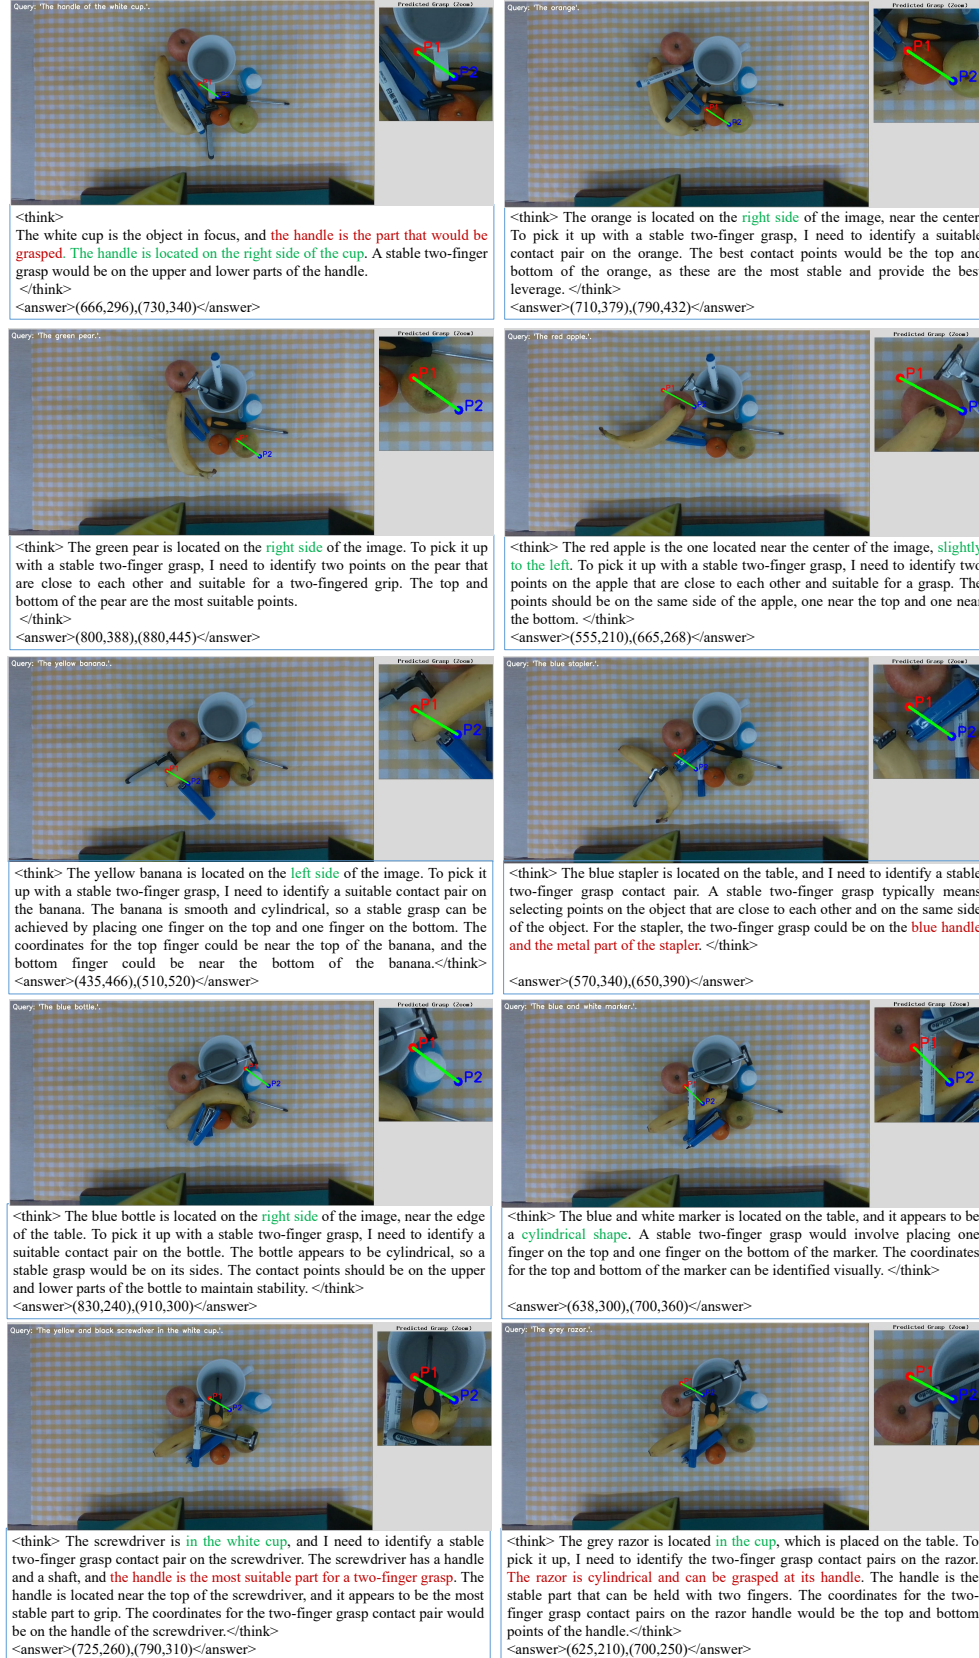 Query: 'The handle of the white cup.'.
Predicted Grasp (Zoom)
P1
P2
P1
P2
<think>
The white cup is the object in focus, and the handle is the part that would be
grasped. The handle is located on the right side of the cup. A stable two-finger
grasp would be on the upper and lower parts of the handle.
</think>
<answer>(666,296),(730,340)</answer>
Query: 'The orange'.
Predicted Grasp (Zoom)
P1
P2
P1
P2
<think> The orange is located on the right side of the image, near the center
To pick it up with a stable two-finger grasp, I need to identify a suitable
contact pair on the orange. The best contact points would be the top and
bottom of the orange, as these are the most stable and provide the bes
leverage. </think>
<answer>(710,379),(790,432)</answer>
Query: 'The green pear.'.
Predicted Grasp (Zoom)
P2
P1
P2
<think> The green pear is located on the right side of the image. To pick it up
with a stable two-finger grasp, I need to identify two points on the pear that
are close to each other and suitable for a two-fingered grip. The top and
bottom of the pear are the most suitable points.
</think>
<answer>(800,388),(880,445)</answer>
Query: 'The red apple.'.
Predicted Grasp (Zoom)
P1
P2
P1
P
<think> The red apple is the one located near the center of the image, slightly
to the left. To pick it up with a stable two-finger grasp, I need to identify two
points on the apple that are close to each other and suitable for a grasp. The
points should be on the same side of the apple, one near the top and one near
the bottom. </think>
<answer>(555,210),(665,268)</answer>
Query: 'The yellow banana.'.
Predicted Grasp (Zoom)
P1
P2
P1
P2
<think> The yellow banana is located on the left side of the image. To pick it
up with a stable two-finger grasp, I need to identify a suitable contact pair on
the banana. The banana is smooth and cylindrical, so a stable grasp can be
achieved by placing one finger on the top and one finger on the bottom. The
coordinates for the top finger could be near the top of the banana, and the
bottom finger could be near the bottom of the banana.</think>
<answer>(435,466),(510,520)</answer>
Query: 'The blue stapler.'.
Predicted Grasp (Zoom)
P1
P2
P1
P2
<think> The blue stapler is located on the table, and I need to identify a stable
two-finger grasp contact pair. A stable two-finger grasp typically means
selecting points on the object that are close to each other and on the same side
of the object. For the stapler, the two-finger grasp could be on the blue handle
and the metal part of the stapler. </think>
<answer>(570,340),(650,390)</answer>
Query: 'The blue bottle.'.
Predicted Grasp (Zoom)
P2
P1
P2
<think> The blue bottle is located on the right side of the image, near the edge
of the table. To pick it up with a stable two-finger grasp, I need to identify a
suitable contact pair on the bottle. The bottle appears to be cylindrical, so a
stable grasp would be on its sides. The contact points should be on the upper
and lower parts of the bottle to maintain stability. </think>
<answer>(830,240),(910,300)</answer>
Query: 'The blue and white marker.'.
Predicted Grasp (Zoom)
P1
P2
P1
P2
<think> The blue and white marker is located on the table, and it appears to be
a cylindrical shape. A stable two-finger grasp would involve placing one
finger on the top and one finger on the bottom of the marker. The coordinates
for the top and bottom of the marker can be identified visually. </think>
<answer>(638,300),(700,360)</answer>
Query: 'The yellow and black screwdriver in the white cup.'.
Predicted Grasp (Zoom)
P1
P2
P1
P2
<think> The screwdriver is in the white cup, and I need to identify a stable
two-finger grasp contact pair on the screwdriver. The screwdriver has a handle
and a shaft, and the handle is the most suitable part for a two-finger grasp. The
handle is located near the top of the screwdriver, and it appears to be the most
stable part to grip. The coordinates for the two-finger grasp contact pair would
be on the handle of the screwdriver.</think>
<answer>(725,260),(790,310)</answer>
Query: 'The grey razor.'.
Predicted Grasp (Zoom)
P1
P1
P2
<think> The grey razor is located in the cup, which is placed on the table. To
pick it up, I need to identify the two-finger grasp contact pairs on the razor.
The razor is cylindrical and can be grasped at its handle. The handle is the
stable part that can be held with two fingers. The coordinates for the two-
finger grasp contact pairs on the razor handle would be the top and bottom
points of the handle.</think>
<answer>(625,210),(700,250)</answer>